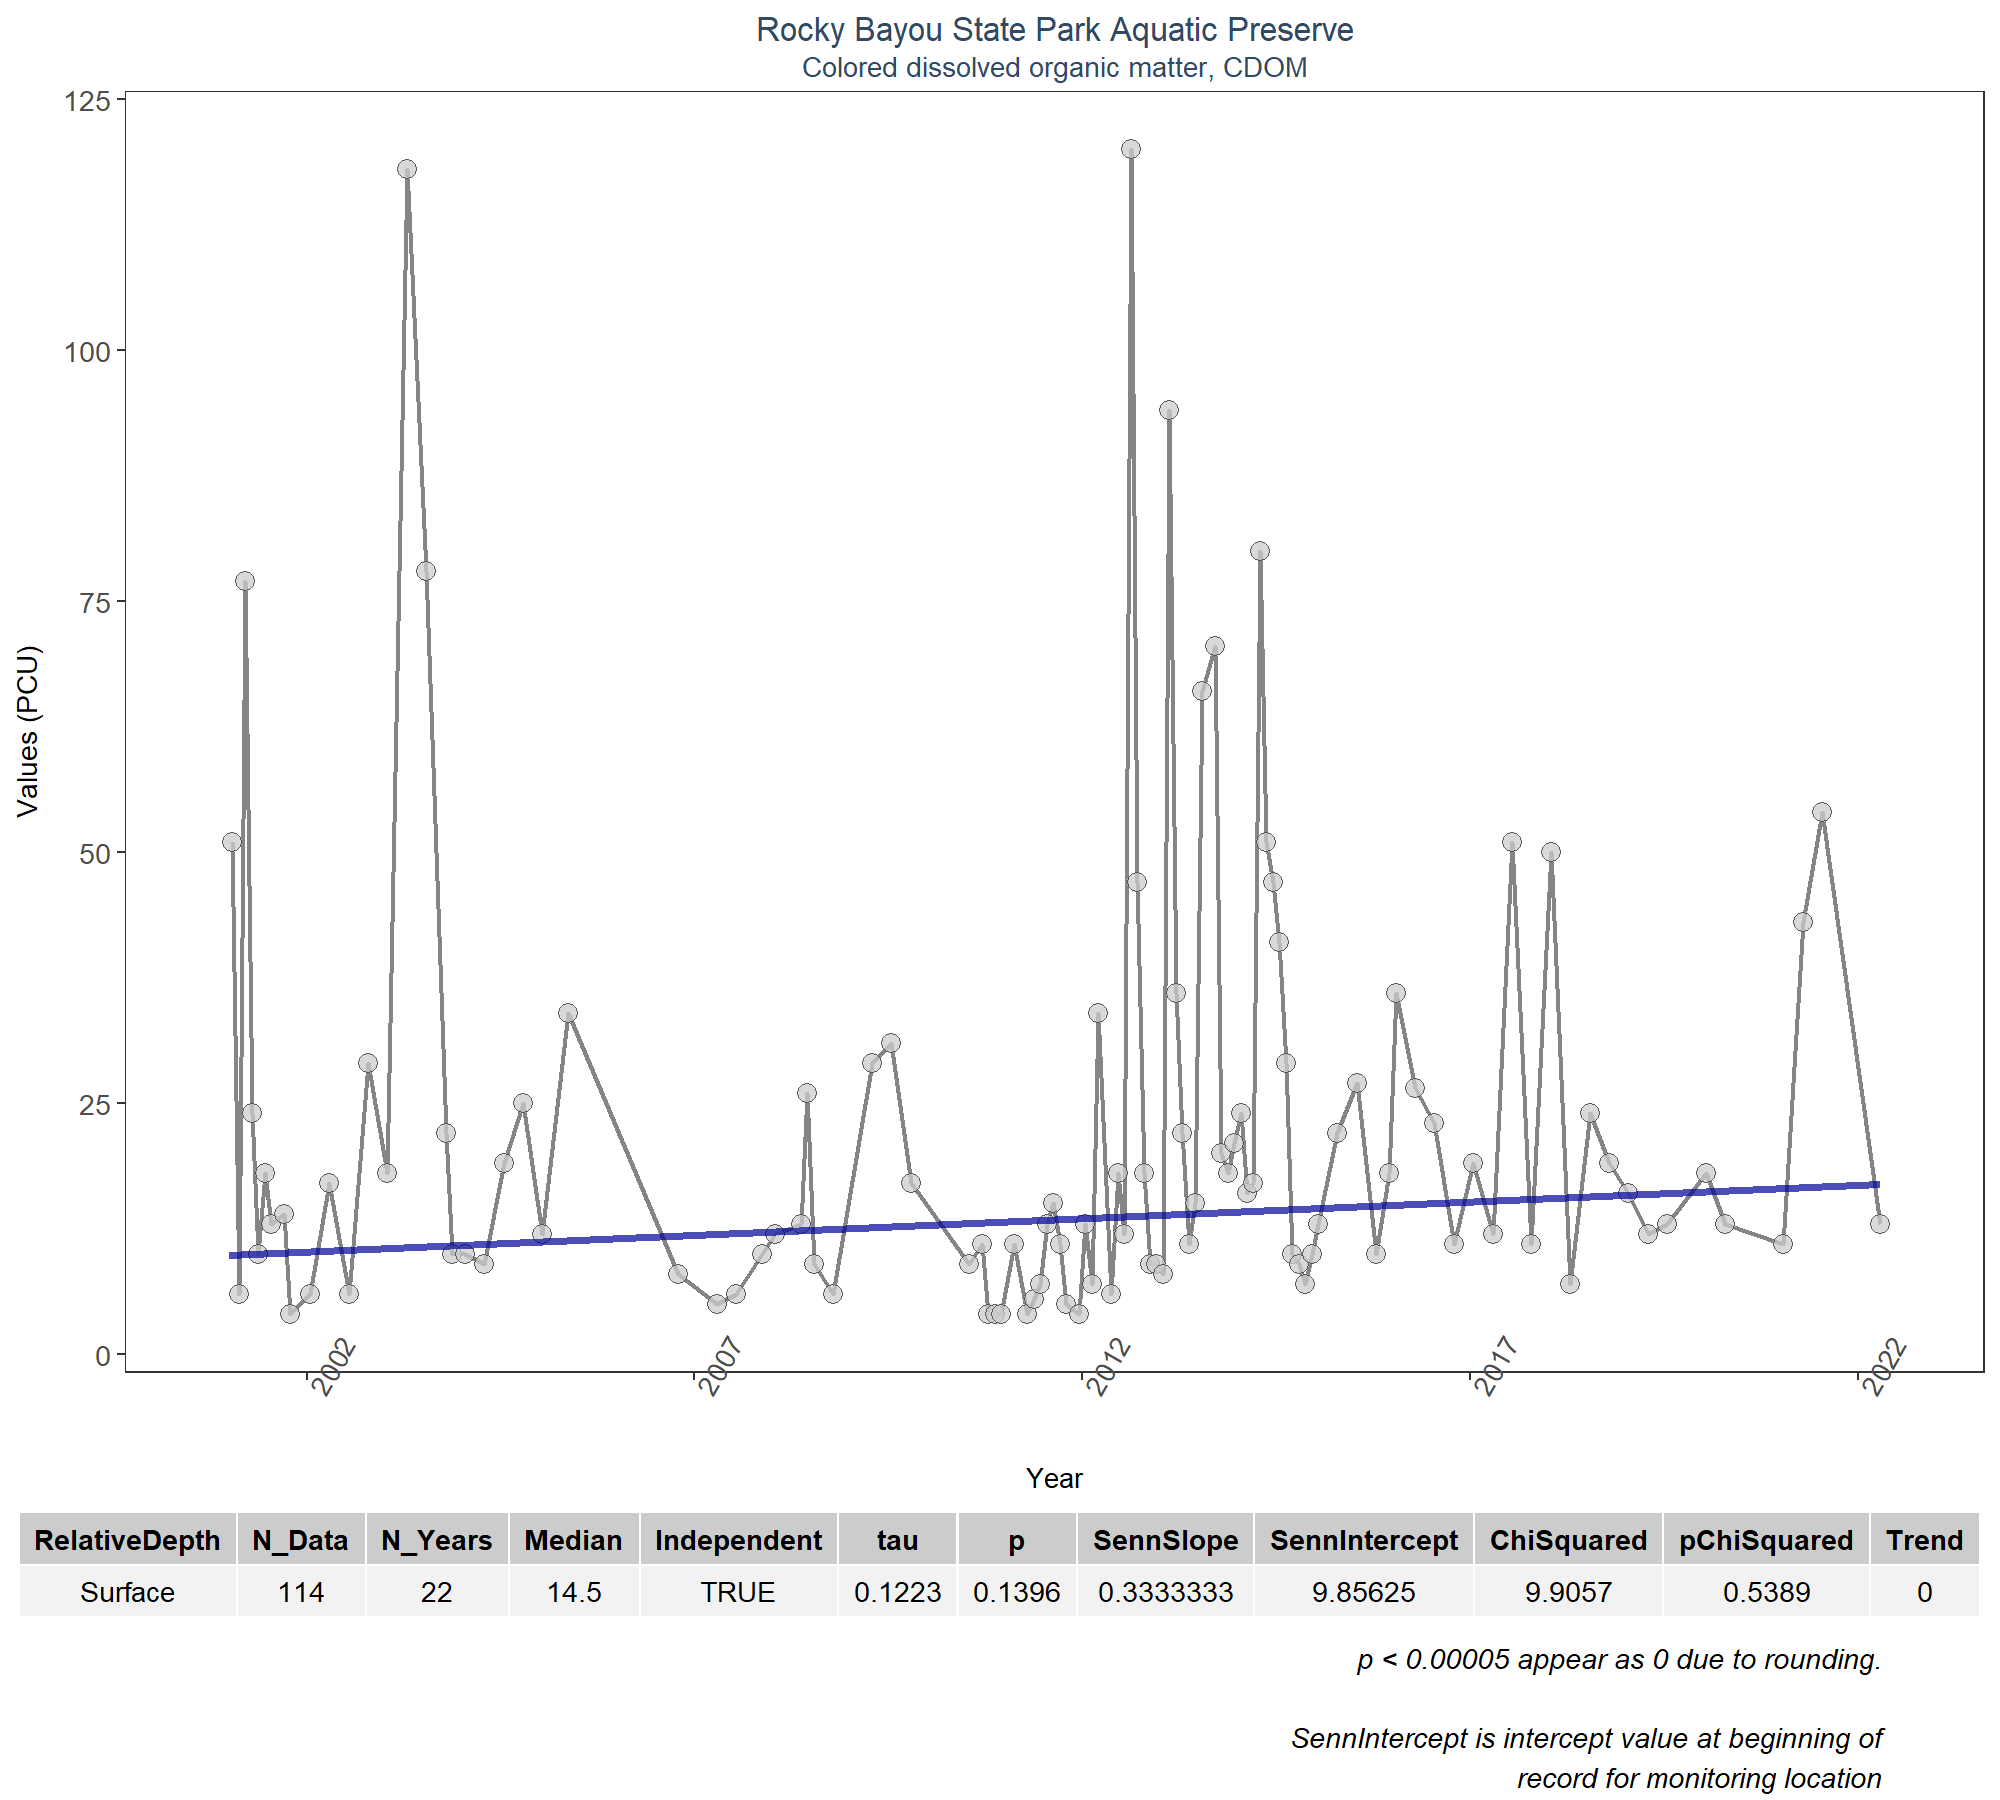 Rocky Bayou State Park Aquatic Preserve
Colored dissolved organic matter, CDOM
125
100
75
50
25
0
Values (PCU)
2002
2007
2012
2017
2022
Year
RelativeDepth N_Data N_Years Median Independent tau p SennSlope SennIntercept ChiSquared pChiSquared Trend
Surface 114 22 14.5 TRUE 0.1223 0.1396 0.3333333 9.85625 9.9057 0.5389 0
p < 0.00005 appear as 0 due to rounding.
SennIntercept is intercept value at beginning of
record for monitoring location